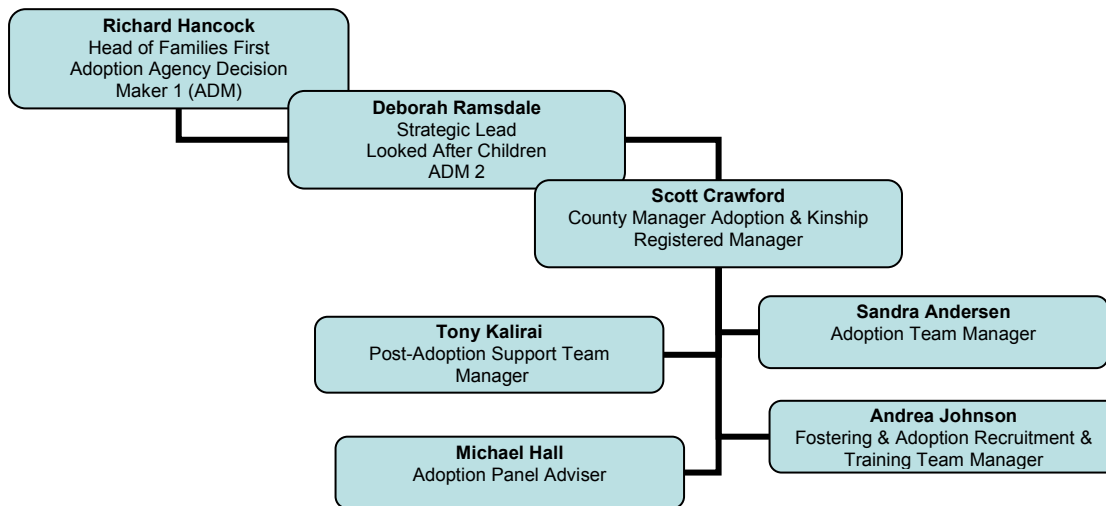 Richard Hancock
Head of Families First
Adoption Agency Decision
Maker 1 (ADM)
Deborah Ramsdale
Strategic Lead
Looked After Children
ADM 2
Scott Crawford
County Manager Adoption & Kinship
Registered Manager
Sandra Andersen
Adoption Team Manager
Tony Kalirai
Post-Adoption Support Team
Manager
Andrea Johnson
Fostering & Adoption Recruitment &
Training Team Manager
Michael Hall
Adoption Panel Adviser